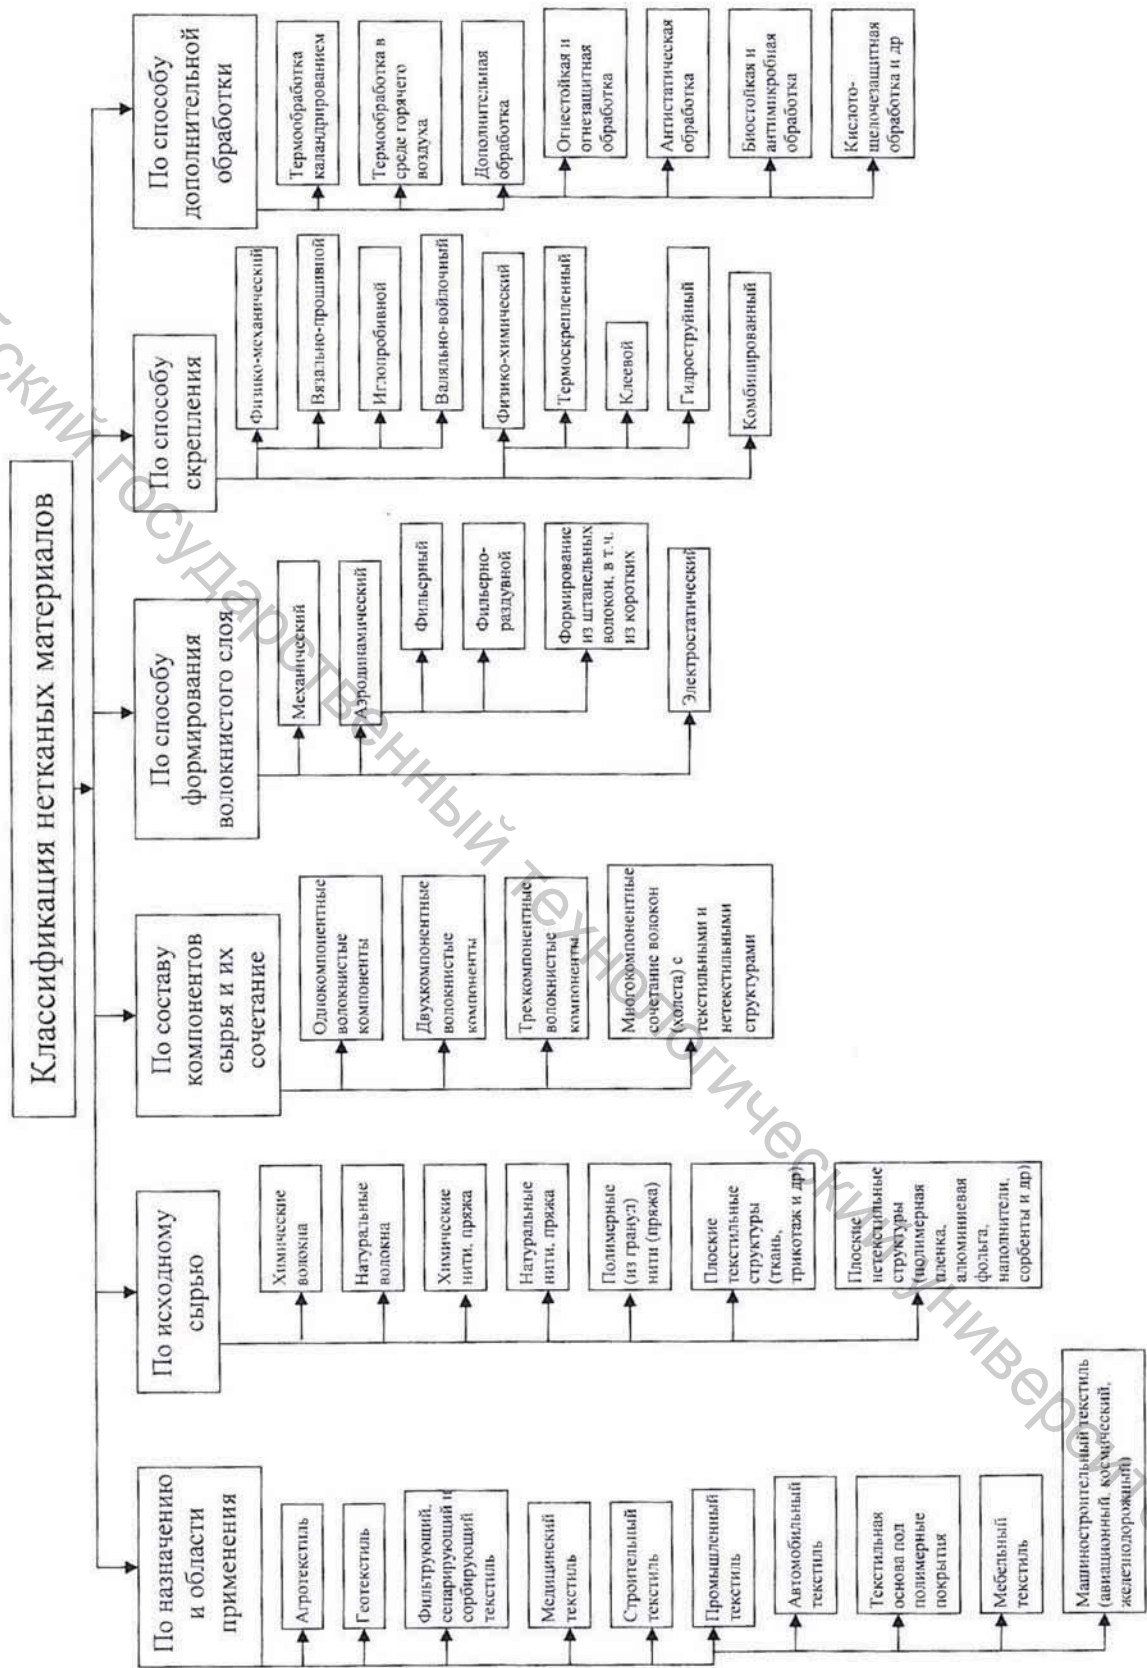 Классификация нетканых материалов
По назначению
и области
применения
Агротекстиль
Геотекстиль
Фильтрующий,
сепарирующий и
сорбирующий
текстиль
Медицинский
текстиль
Строительный
текстиль
Промышленный
текстиль
Автомобильный
текстиль
Текстильная
основа под
полимерные
покрытия
Мебельный
текстиль
Машиностроительный текстиль
(авиационный, космический,
железнодорожный)
По исходному
сырью
Химические
волокна
Натуральные
волокна
Химические
нити, пряжа
Натуральные
нити, пряжа
Полимерные
(из гранул)
нити (пряжа)
Плоские
текстильные
структуры
(ткань,
трикотаж и др)
Плоские
нетекстильные
структуры
(полимерная
пленка,
алюминиевая
фольга,
наполнители,
сорбенты и др)
По составу
компонентов
сырья и их
сочетание
Однокомпонентные
волокнистые
компоненты
Двухкомпонентные
волокнистые
компоненты
Трехкомпонентные
волокнистые
компоненты
Многокомпонентные
сочетание волокон
(холста) с
текстильными и
нетекстильными
структурами
По способу
формирования
волокнистого слоя
Механический
Аэродинамический
Фильерный
Фильерно-
раздувной
Формирование
из штапельных
волокон, в т.ч.
из коротких
Электростатический
По способу
скрепления
Физико-механический
Вязально-прошивной
Иглопробивной
Валяльно-войлочный
Физико-химический
Термоскрепленный
Клеевой
Гидроструйный
Комбинированный
По способу
дополнительной
обработки
Термообработка
каландрированием
Термообработка в
среде горячего
воздуха
Дополнительная
обработка
Огнестойкая и
огнезащитная
обработка
Антистатическая
обработка
Биостойкая и
антимикробная
обработка
Кислото-
щелочезащитная
обработка и др
государственный технологический